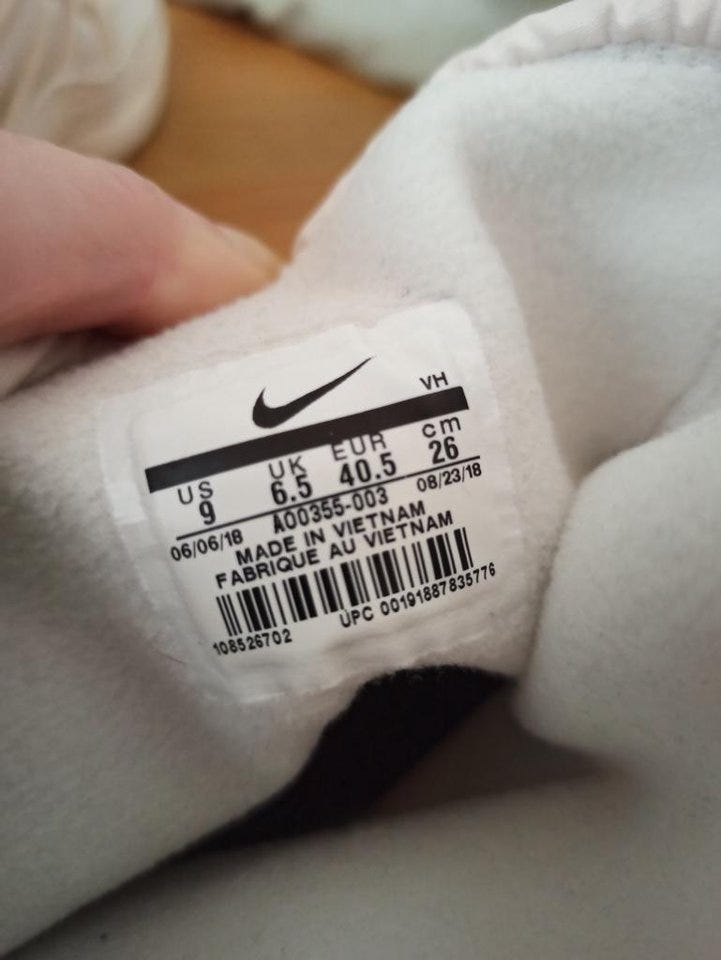 VH
US UK EUR cm
9 6.5 40.5 26
06/06/18 A00355-003 08/23/18
MADE IN VIETNAM
FABRIQUE AU VIETNAM
108526702 UPC 00191887835776